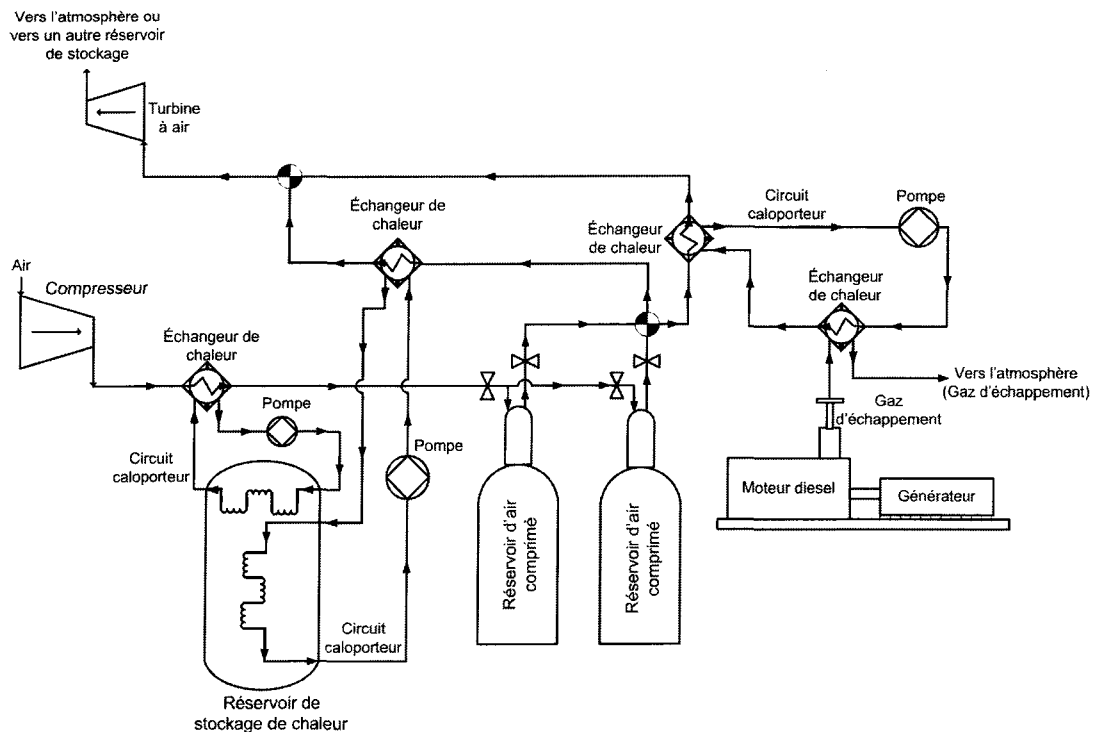 Vers l'atmosphère ou
vers un autre réservoir
de stockage
Turbine
à air
Échangeur de
chaleur
Échangeur
de chaleur
Circuit
caloporteur
Pompe
Air
Compresseur
Échangeur de
chaleur
Échangeur
de chaleur
Pompe
Circuit
caloporteur
Pompe
Vers l'atmosphère
(Gaz d'échappement)
Gaz
d'échappement
Moteur diesel
Générateur
Réservoir d'air
comprimé
Réservoir d'air
comprimé
Circuit
caloporteur
Réservoir de
stockage de chaleur